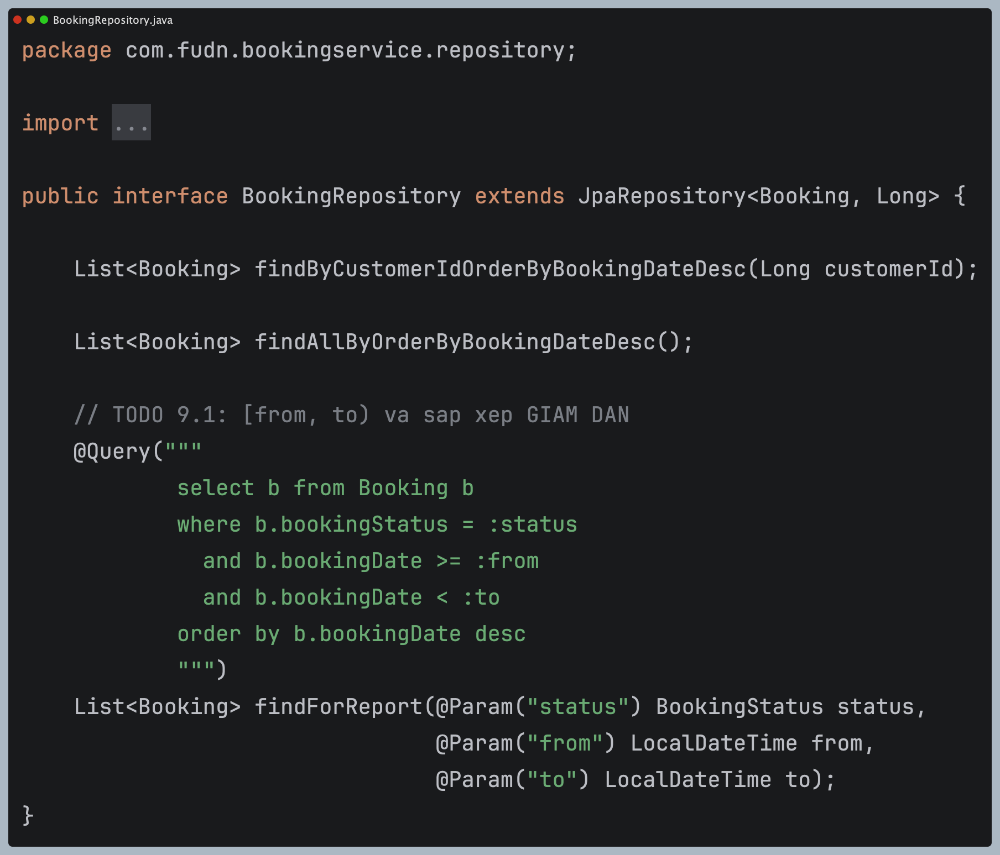 BookingRepository.java
package com.fudn.bookingservice.repository;
import ...
public interface BookingRepository extends JpaRepository<Booking, Long> {
List<Booking> findByCustomerIdOrderByBookingDateDesc(Long customerId);
List<Booking> findAllByOrderByBookingDateDesc();
// TODO 9.1: [from, to) va sap xep GIAM DAN
@Query("""
select b from Booking b
where b.bookingStatus = :status
and b.bookingDate >= :from
and b.bookingDate < :to
order by b.bookingDate desc
""")
List<Booking> findForReport(@Param("status") BookingStatus status,
@Param("from") LocalDateTime from,
@Param("to") LocalDateTime to);
}